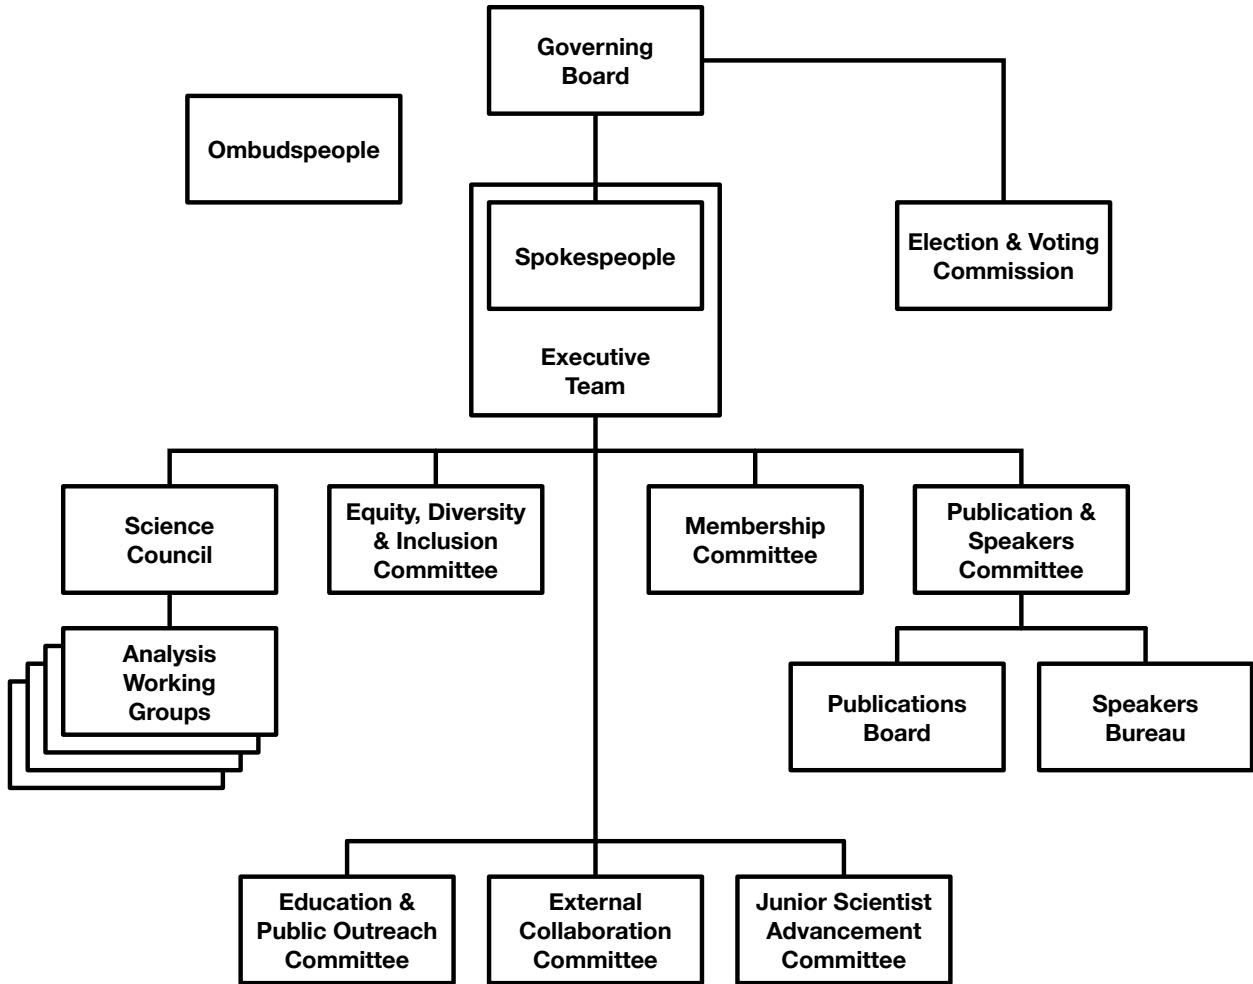 Governing
Board
Ombudspeople
Spokespeople
Election & Voting
Commission
Executive
Team
Science
Council
Equity, Diversity
& Inclusion
Committee
Membership
Committee
Publication &
Speakers
Committee
Analysis
Working
Groups
Publications
Board
Speakers
Bureau
Education &
Public Outreach
Committee
External
Collaboration
Committee
Junior Scientist
Advancement
Committee